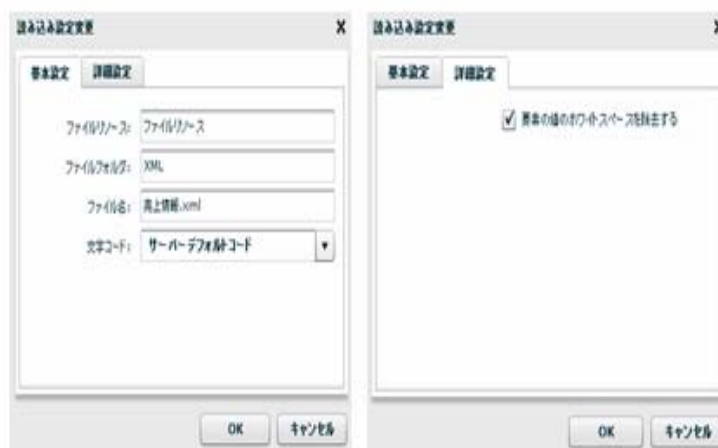 読み込み設定変更 X
基本設定 詳細設定
ファイルリソース: ファイルリソース
ファイルフォルダ: XML
ファイル名: 売上情報.xml
文字コード: サーバーデフォルトコード
OK キャンセル
読み込み設定変更 X
基本設定 詳細設定
要素の値のホワイトスペースを除去する
OK キャンセル